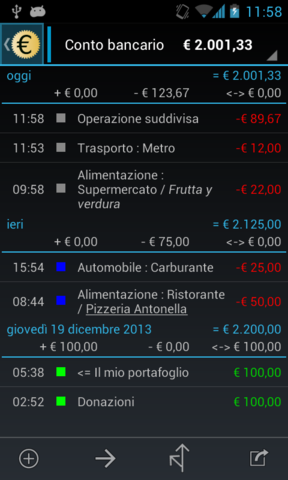 11:58
Conto bancario € 2.001,33
oggi = € 2.001,33
+ € 0,00 - € 123,67 <-> € 0,00
11:58 Operazione suddivisa -€ 89,67
11:53 Trasporto : Metro -€ 12,00
09:58 Alimentazione : Supermercato / Frutta y verdura -€ 22,00
ieri = € 2.125,00
+ € 0,00 - € 75,00 <-> € 0,00
15:54 Automobile : Carburante -€ 25,00
08:44 Alimentazione : Ristorante / Pizzeria Antonella -€ 50,00
giovedì 19 dicembre 2013 = € 2.200,00
+ € 100,00 - € 0,00 <-> € 100,00
05:38 <= Il mio portafoglio € 100,00
02:52 Donazioni € 100,00